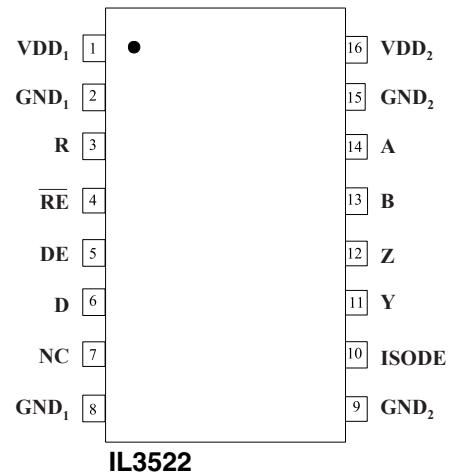 VDD₁ 1 16 VDD₂
GND₁ 2 15 GND₂
R 3 14 A
R̅E̅ 4 13 B
DE 5 12 Z
D 6 11 Y
NC 7 10 ISODE
GND₁ 8 9 GND₂
IL3522